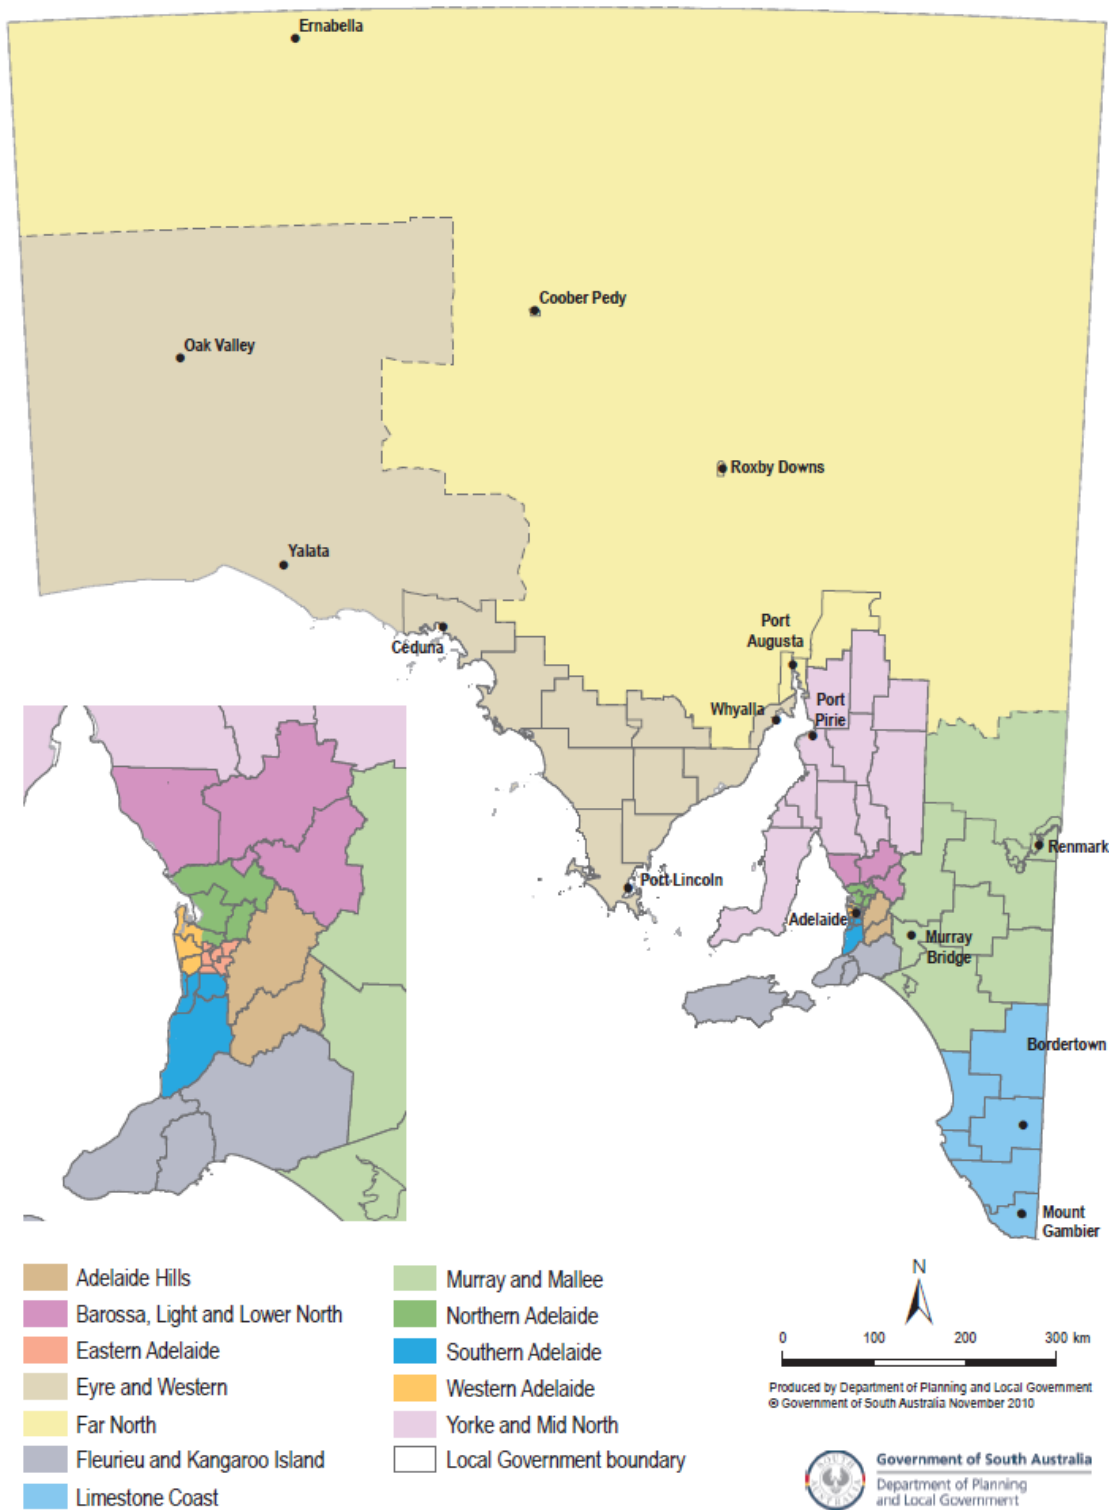 Ernabella
Coober Pedy
Oak Valley
Roxby Downs
Yalata
Ceduna
Port
Augusta
Whyalla
Port
Pirie
Renmark
Port Lincoln
Adelaide
Murray
Bridge
Bordertown
Mount
Gambier
Adelaide Hills
Barossa, Light and Lower North
Eastern Adelaide
Eyre and Western
Far North
Fleurieu and Kangaroo Island
Limestone Coast
Murray and Mallee
Northern Adelaide
Southern Adelaide
Western Adelaide
Yorke and Mid North
Local Government boundary
N
0 100 200 300 km
Produced by Department of Planning and Local Government
© Government of South Australia November 2010
SOUTH AUSTRALIA
Government of South Australia
Department of Planning
and Local Government